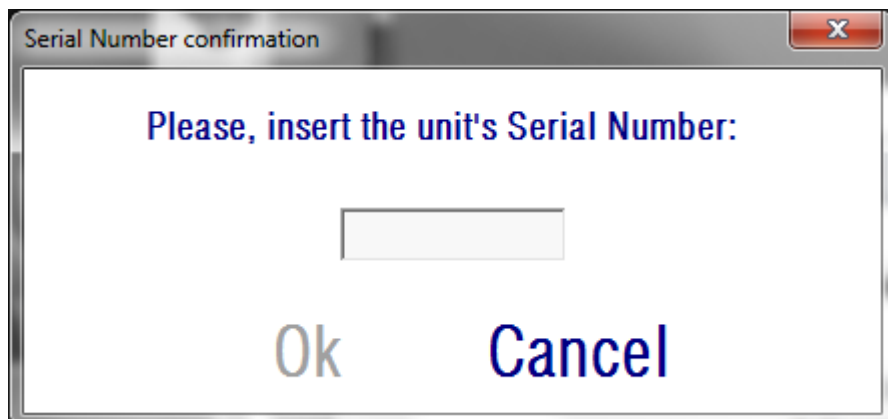 Serial Number confirmation
Please, insert the unit's Serial Number:
Ok Cancel